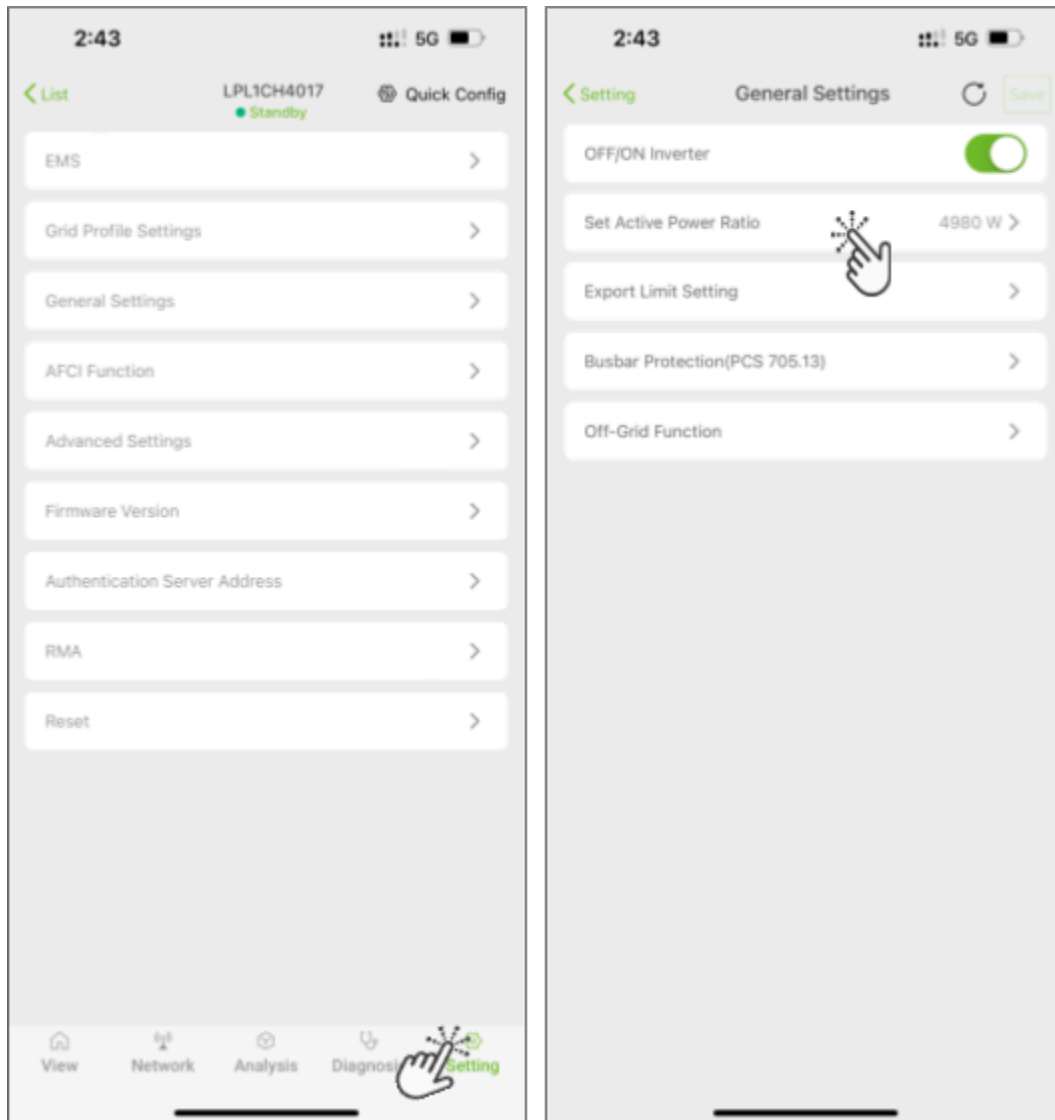 2:43
5G
List
LPL1CH4017
Quick Config
Standby
EMS
Grid Profile Settings
General Settings
AFCI Function
Advanced Settings
Firmware Version
Authentication Server Address
RMA
Reset
View
Network
Analysis
Diagnosi
Setting
2:43
5G
Setting
General Settings
Save
OFF/ON Inverter
Set Active Power Ratio
4980 W
Export Limit Setting
Busbar Protection(PCS 705.13)
Off-Grid Function